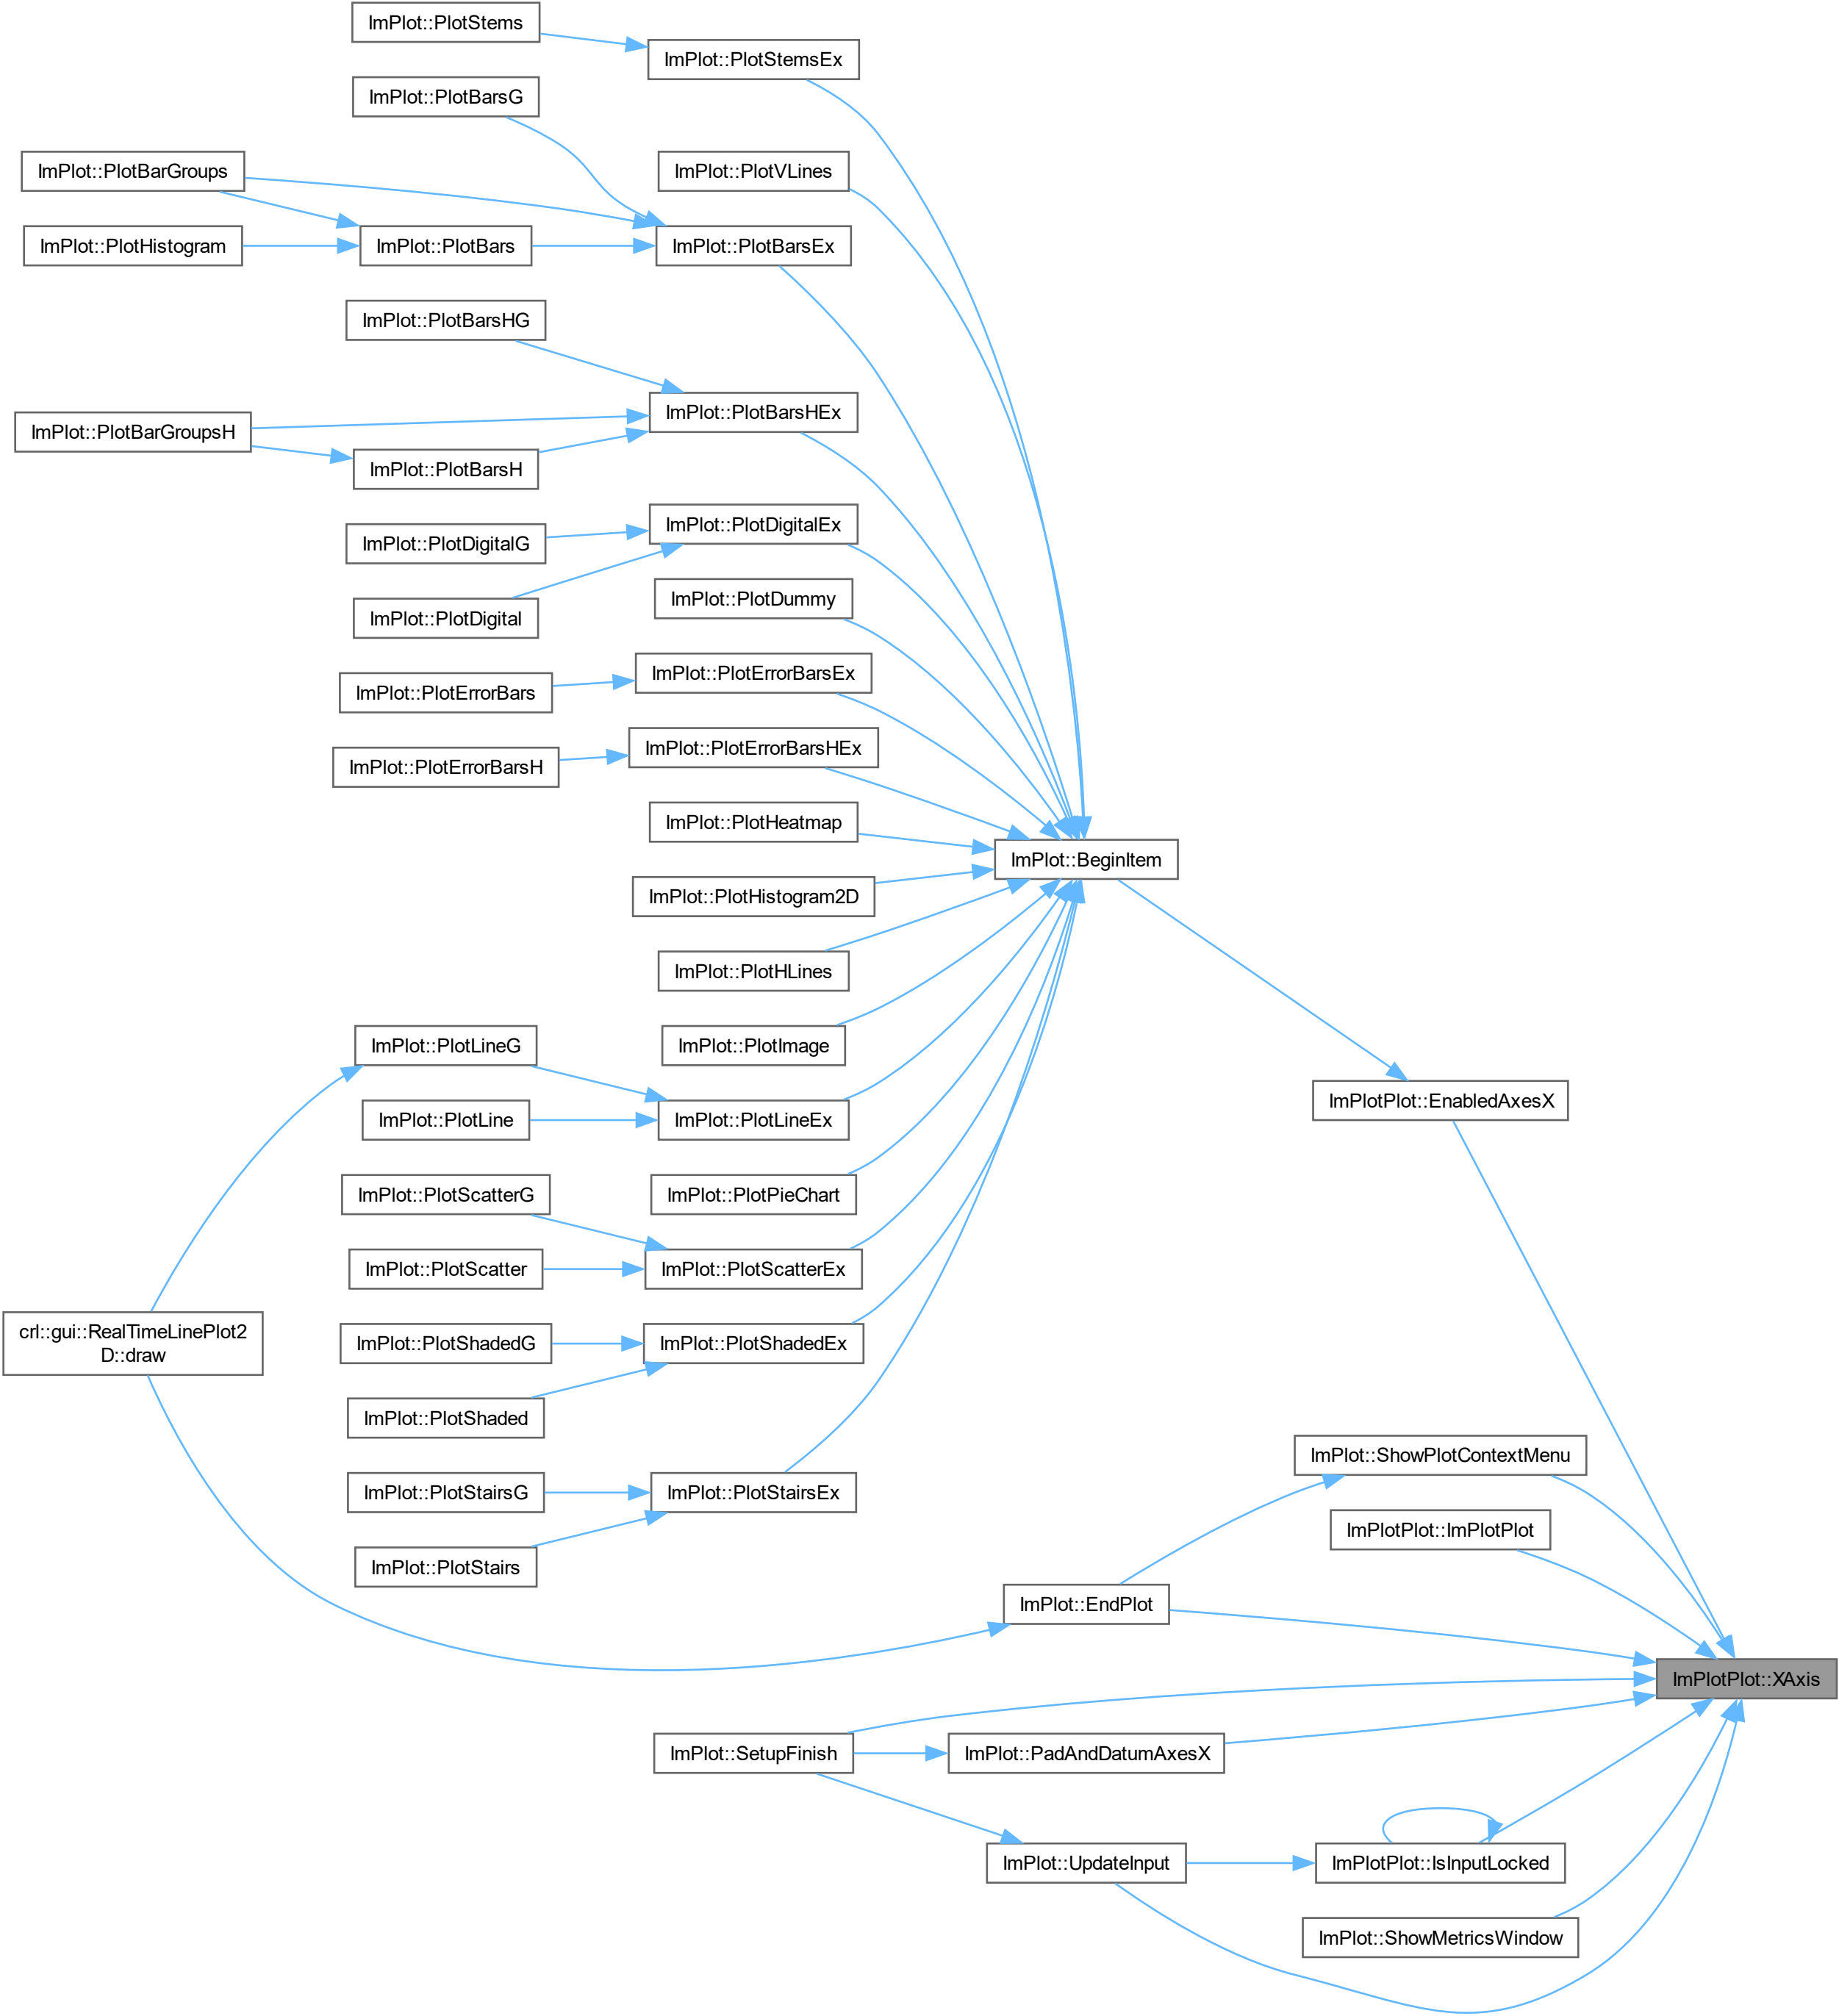 ImPlot::PlotStems
ImPlot::PlotStemsEx
ImPlot::PlotBarsG
ImPlot::PlotBarGroups
ImPlot::PlotVLines
ImPlot::PlotHistogram
ImPlot::PlotBars
ImPlot::PlotBarsEx
ImPlot::PlotBarsHG
ImPlot::PlotBarsHEx
ImPlot::PlotBarGroupsH
ImPlot::PlotBarsH
ImPlot::PlotDigitalEx
ImPlot::PlotDigitalG
ImPlot::PlotDummy
ImPlot::PlotDigital
ImPlot::PlotErrorBarsEx
ImPlot::PlotErrorBars
ImPlot::PlotErrorBarsHEx
ImPlot::PlotErrorBarsH
ImPlot::PlotHeatmap
ImPlot::BeginItem
ImPlot::PlotHistogram2D
ImPlot::PlotHLines
ImPlot::PlotLineG
ImPlot::PlotImage
ImPlotPlot::EnabledAxesX
ImPlot::PlotLine
ImPlot::PlotLineEx
ImPlot::PlotScatterG
ImPlot::PlotPieChart
ImPlot::PlotScatter
ImPlot::PlotScatterEx
crl::gui::RealTimeLinePlot2
D::draw
ImPlot::PlotShadedG
ImPlot::PlotShadedEx
ImPlot::PlotShaded
ImPlot::ShowPlotContextMenu
ImPlot::PlotStairsG
ImPlot::PlotStairsEx
ImPlotPlot::ImPlotPlot
ImPlot::PlotStairs
ImPlot::EndPlot
ImPlotPlot::XAxis
ImPlot::SetupFinish
ImPlot::PadAndDatumAxesX
ImPlot::UpdateInput
ImPlotPlot::IsInputLocked
ImPlot::ShowMetricsWindow